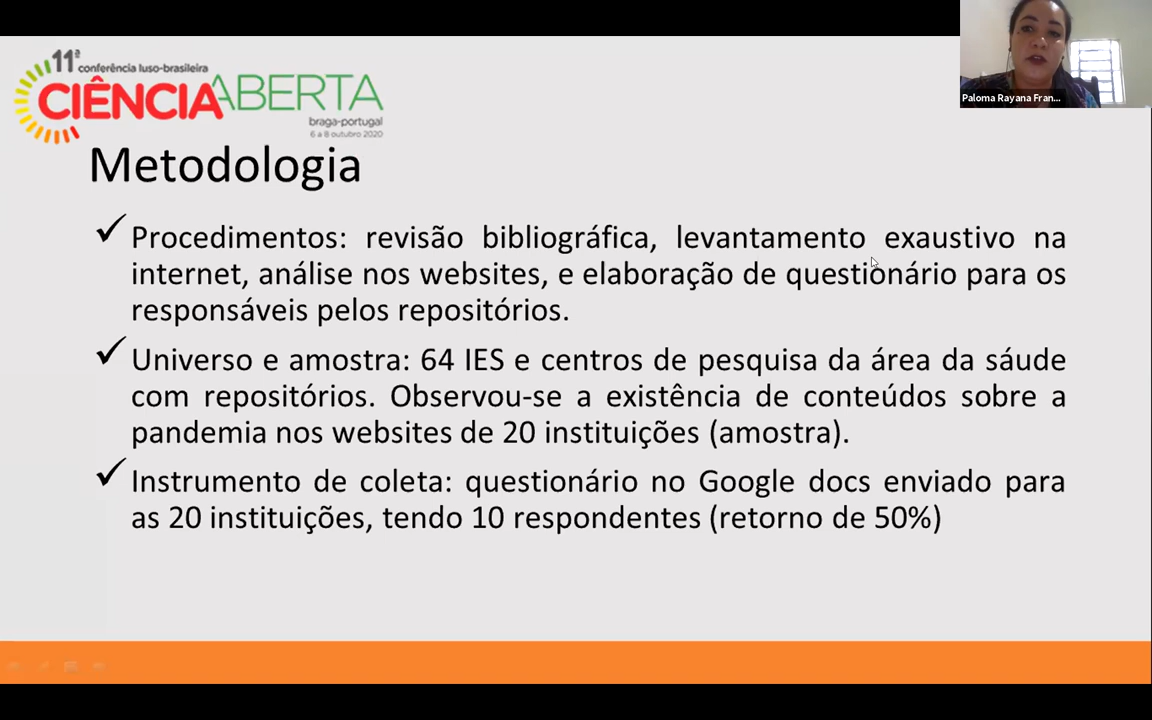 11ª conferência luso-brasileira
CIÊNCIAABERTA
braga-portugal
6 a 8 outubro 2020
Paloma Rayana Fran...
Metodologia
✓ Procedimentos: revisão bibliográfica, levantamento exaustivo na
internet, análise nos websites, e elaboração de questionário para os
responsáveis pelos repositórios.
✓ Universo e amostra: 64 IES e centros de pesquisa da área da sáude
com repositórios. Observou-se a existência de conteúdos sobre a
pandemia nos websites de 20 instituições (amostra).
✓ Instrumento de coleta: questionário no Google docs enviado para
as 20 instituições, tendo 10 respondentes (retorno de 50%)